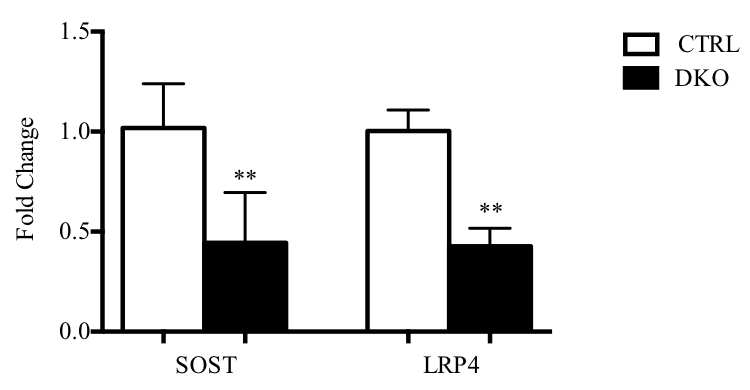 1.5
1.0
0.5
0.0
Fold Change
**
**
SOST
LRP4
CTRL
DKO